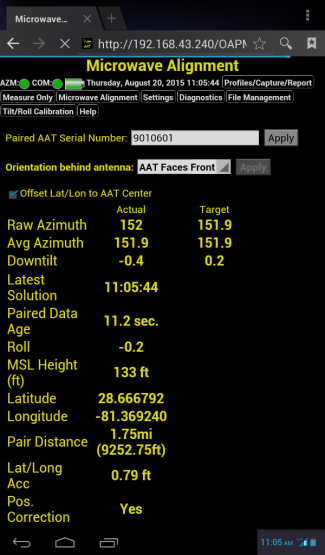 Microwave…
http://192.168.43.240/OAPM
Microwave Alignment
AZM: COM: Thursday, August 20, 2015 11:05:44 Profiles/Capture/Report
Measure Only Microwave Alignment Settings Diagnostics File Management
Tilt/Roll Calibration Help
Paired AAT Serial Number: 9010601 Apply
Orientation behind antenna: AAT Faces Front Apply
Offset Lat/Lon to AAT Center
Actual Target
Raw Azimuth 152 151.9
Avg Azimuth 151.9 151.9
Downtilt -0.4 0.2
Latest
Solution 11:05:44
Paired Data
Age 11.2 sec.
Roll -0.2
MSL Height
(ft) 133 ft
Latitude 28.666792
Longitude -81.369240
Pair Distance 1.75mi
(9252.75ft)
Lat/Long
Acc 0.79 ft
Pos.
Correction Yes
11:05 AM